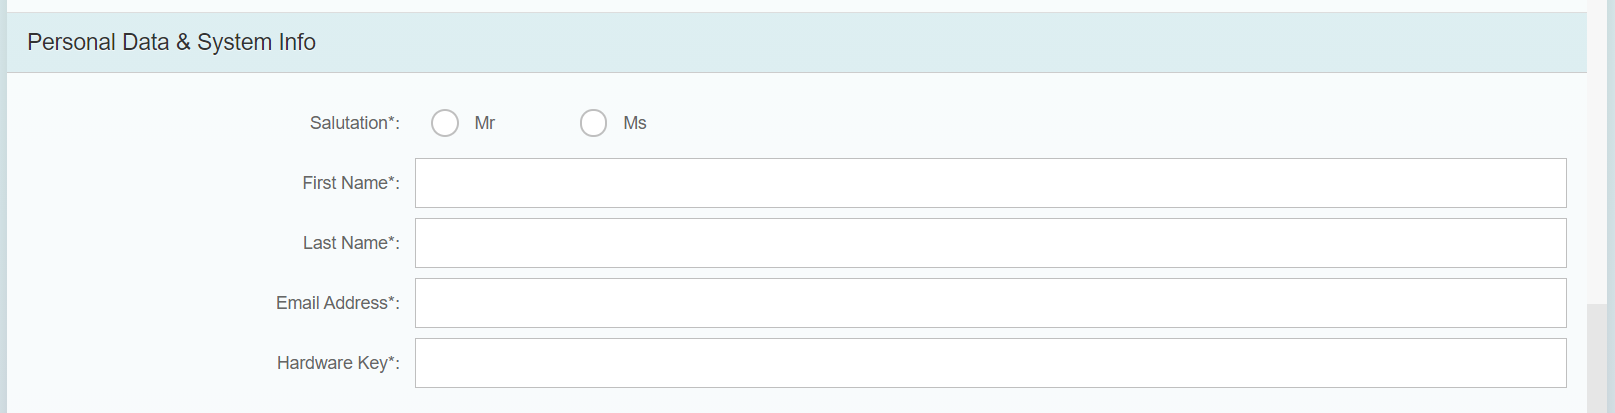 Personal Data & System Info
Salutation*: Mr Ms
First Name*:
Last Name*:
Email Address*:
Hardware Key*: